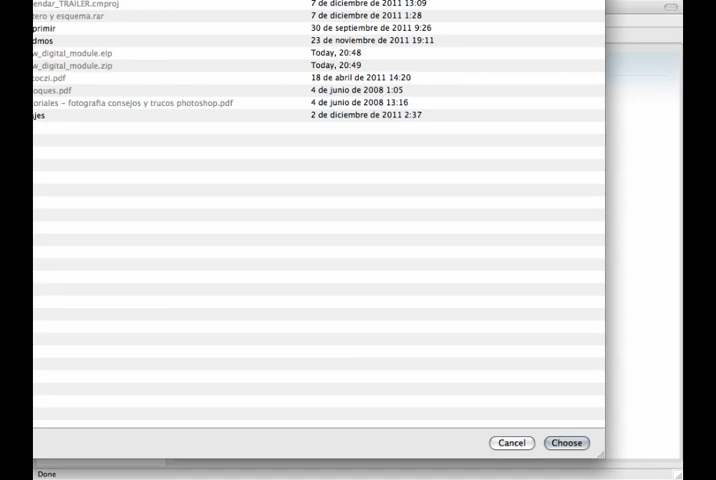 endar_TRAILER.cmproj 7 de diciembre de 2011 13:09
tero y esquema.rar 7 de diciembre de 2011 1:28
primir 30 de septiembre de 2011 9:26
dmos 23 de noviembre de 2011 19:11
w_digital_module.elp Today, 20:48
w_digital_module.zip Today, 20:49
oczi.pdf 18 de abril de 2011 14:20
oques.pdf 4 de junio de 2008 1:05
oriales - fotografia consejos y trucos photoshop.pdf 4 de junio de 2008 13:16
ajes 2 de diciembre de 2011 2:37
Cancel Choose
Done